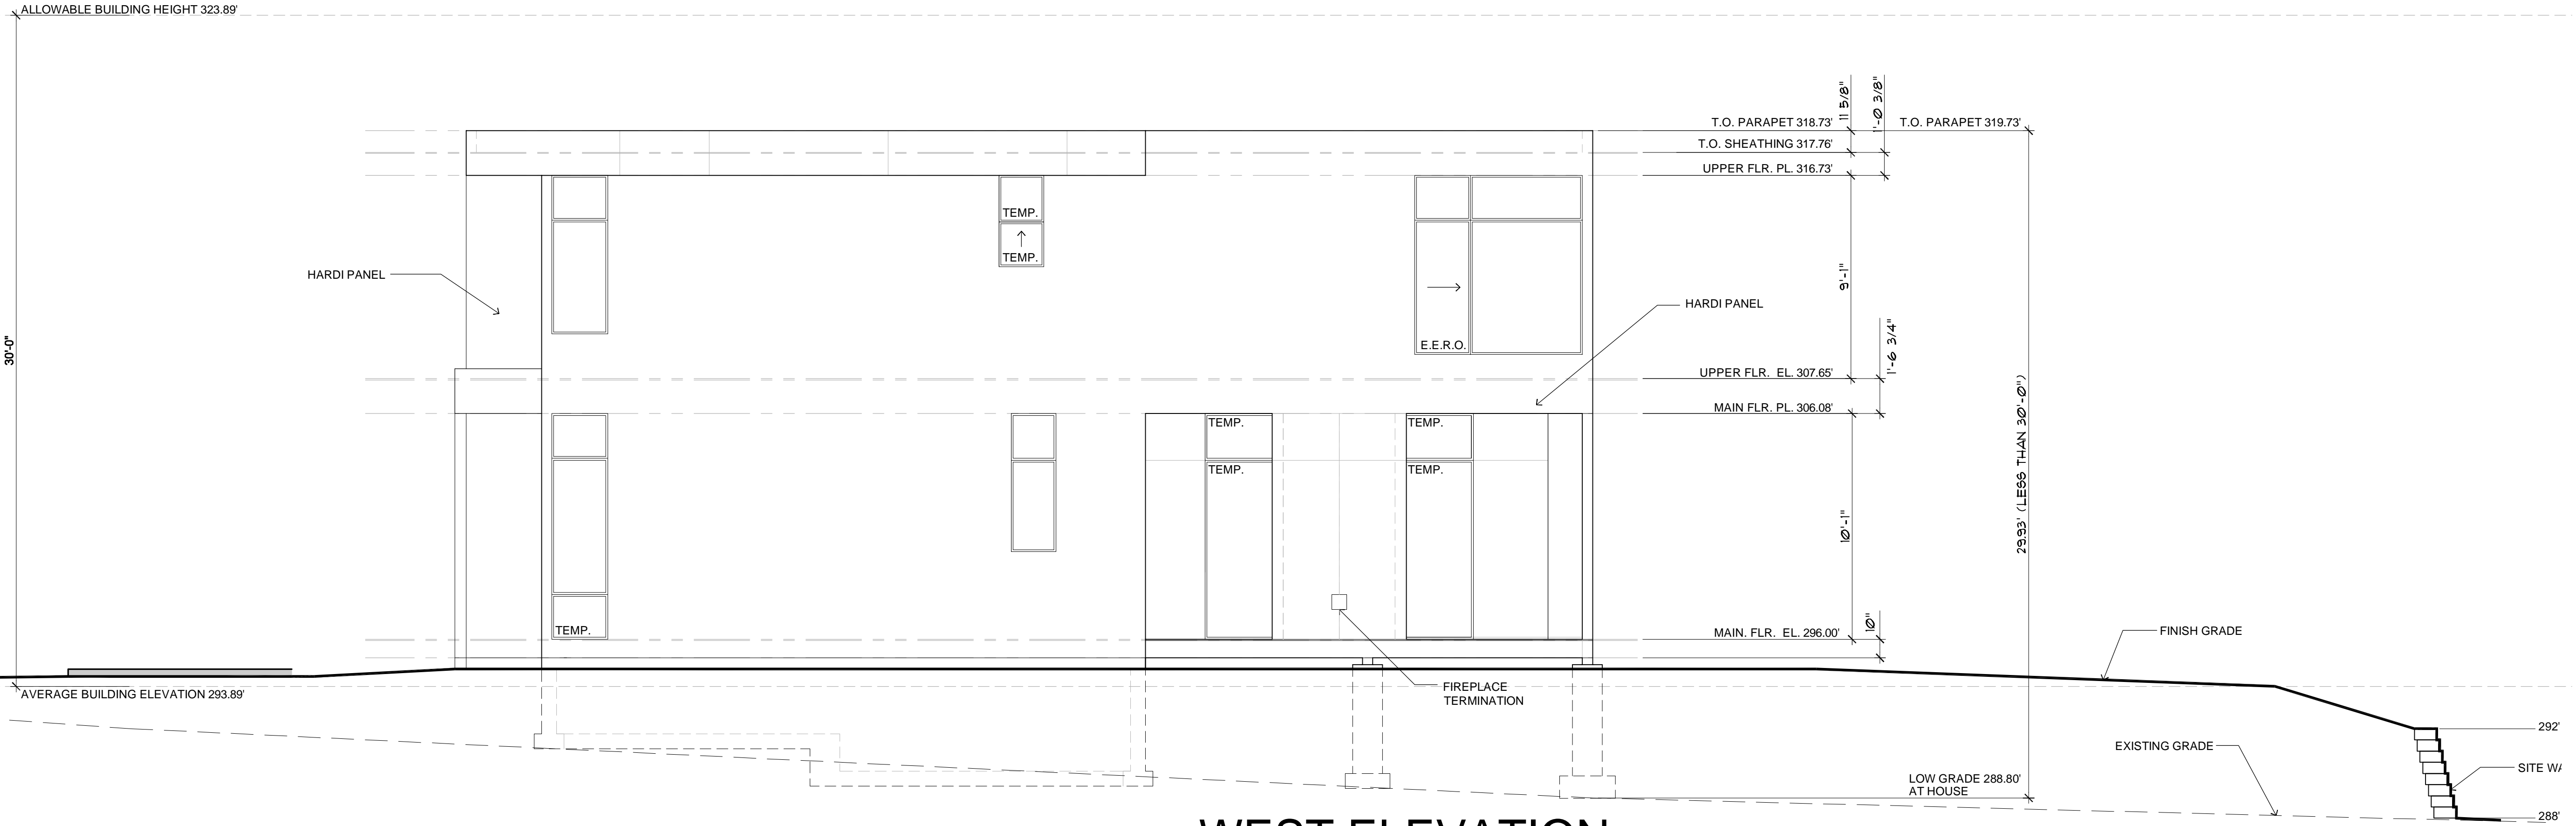 ALLOWABLE BUILDING HEIGHT 323.89'
11 5/8"
1'-0 3/8"
T.O. PARAPET 318.73'
T.O. PARAPET 319.73'
T.O. SHEATHING 317.76'
UPPER FLR. PL. 316.73'
TEMP.
TEMP.
HARDI PANEL
9'-1"
HARDI PANEL
30'-0"
E.E.R.O.
1'-6 3/4"
UPPER FLR. EL. 307.65'
MAIN FLR. PL. 306.08'
TEMP.
TEMP.
TEMP.
TEMP.
29.93' (LESS THAN 30'-0")
10'-1"
10"
TEMP.
MAIN. FLR. EL. 296.00'
FINISH GRADE
AVERAGE BUILDING ELEVATION 293.89'
FIREPLACE
TERMINATION
292'
EXISTING GRADE
SITE WA
LOW GRADE 288.80'
AT HOUSE
288'
WEST ELEVATION